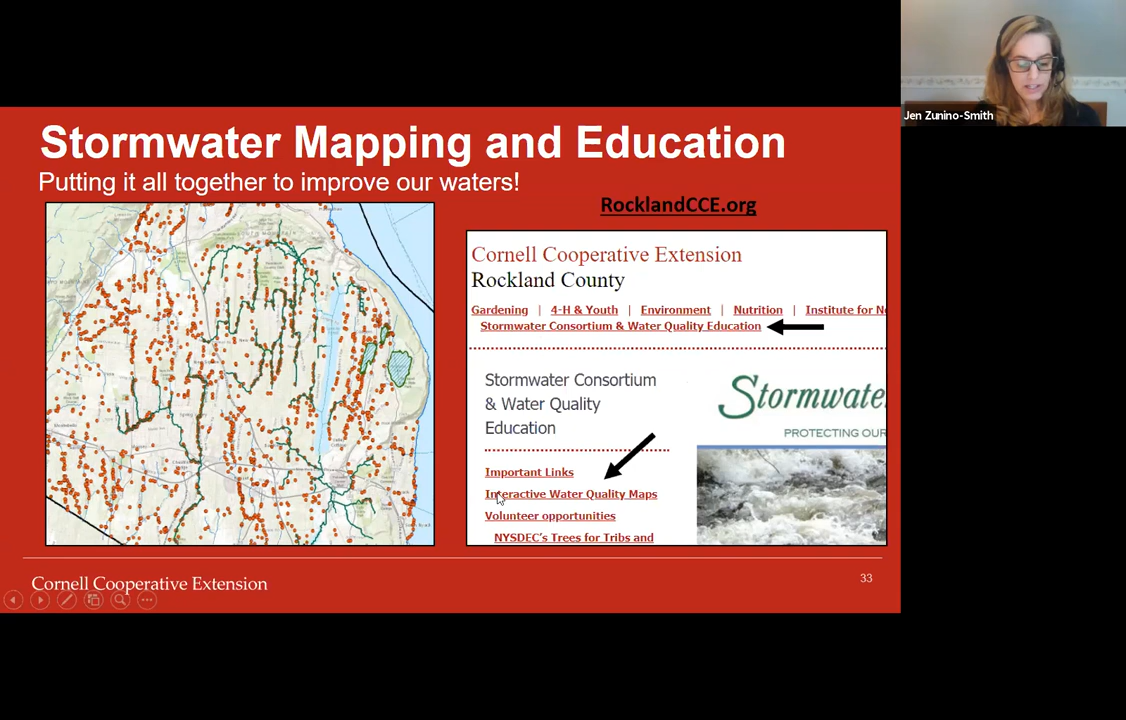 Jen Zunino-Smith
Stormwater Mapping and Education
Putting it all together to improve our waters!
RocklandCCE.org
Cornell Cooperative Extension
Rockland County
Gardening | 4-H & Youth | Environment | Nutrition | Institute for N
Stormwater Consortium & Water Quality Education
Stormwater Consortium
& Water Quality
Education
Stormwate
PROTECTING OUR
Important Links
Interactive Water Quality Maps
Volunteer opportunities
NYSDEC's Trees for Tribs and
Cornell Cooperative Extension
33